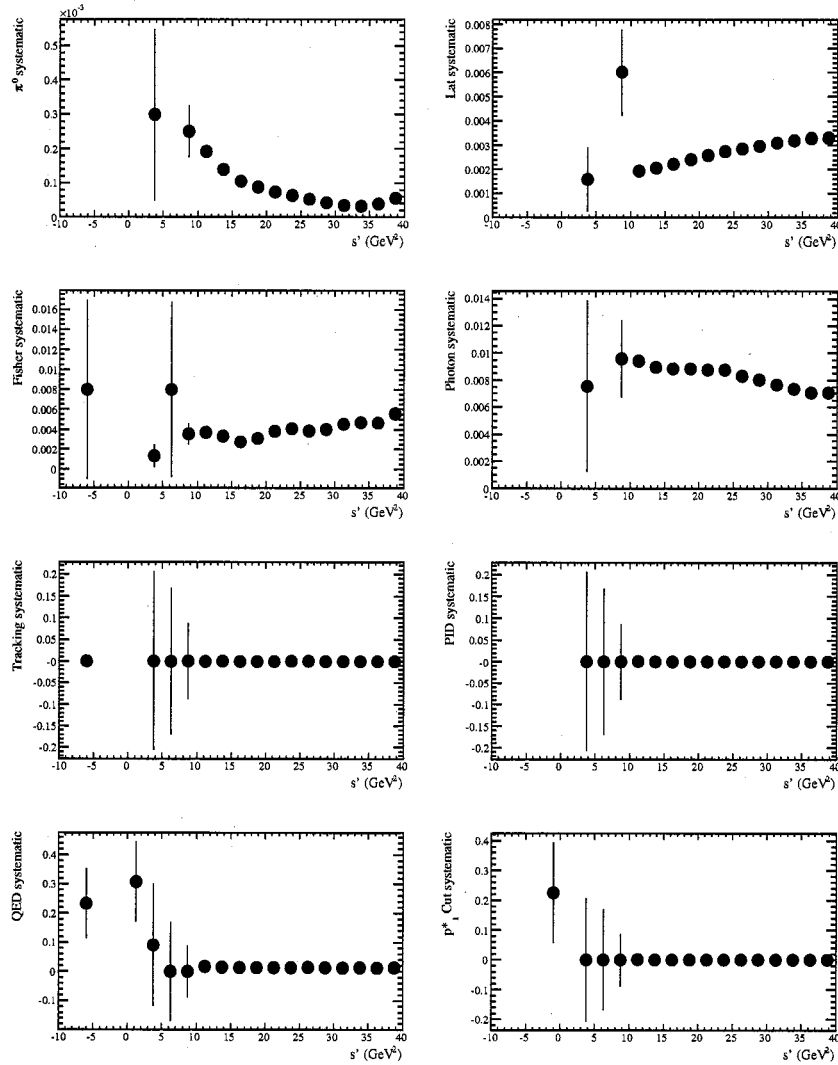 ×10⁻³
π⁰ systematic
0.5
0.4
0.3
0.2
0.1
0
-10 -5 0 5 10 15 20 25 30 35 40
s' (GeV²)
Lat systematic
0.008
0.007
0.006
0.005
0.004
0.003
0.002
0.001
0
-10 -5 0 5 10 15 20 25 30 35 40
s' (GeV²)
Fisher systematic
0.016
0.014
0.012
0.01
0.008
0.006
0.004
0.002
0
-10 -5 0 5 10 15 20 25 30 35 40
s' (GeV²)
Photon systematic
0.014
0.012
0.01
0.008
0.006
0.004
0.002
0
-10 -5 0 5 10 15 20 25 30 35 40
s' (GeV²)
Tracking systematic
0.2
0.15
0.1
0.05
-0
-0.05
-0.1
-0.15
-0.2
-10 -5 0 5 10 15 20 25 30 35 40
s' (GeV²)
PID systematic
0.2
0.15
0.1
0.05
-0
-0.05
-0.1
-0.15
-0.2
-10 -5 0 5 10 15 20 25 30 35 40
s' (GeV²)
QED systematic
0.4
0.3
0.2
0.1
0
-0.1
-10 -5 0 5 10 15 20 25 30 35 40
s' (GeV²)
p*₁ Cut systematic
0.4
0.3
0.2
0.1
0
-0.1
-0.2
-10 -5 0 5 10 15 20 25 30 35 40
s' (GeV²)